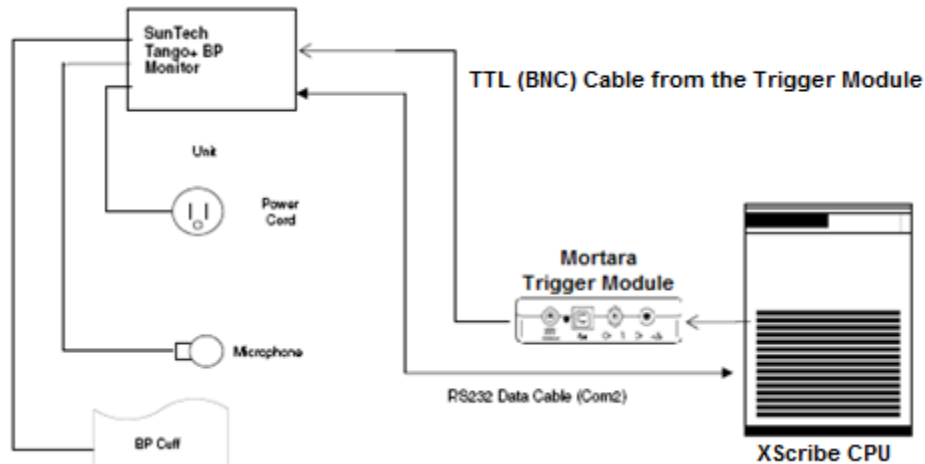 SunTech
Tango+ BP
Monitor
TTL (BNC) Cable from the Trigger Module
Unit
Power
Cord
Mortara
Trigger Module
Microphone
RS232 Data Cable (Com2)
BP Cuff
XScribe CPU